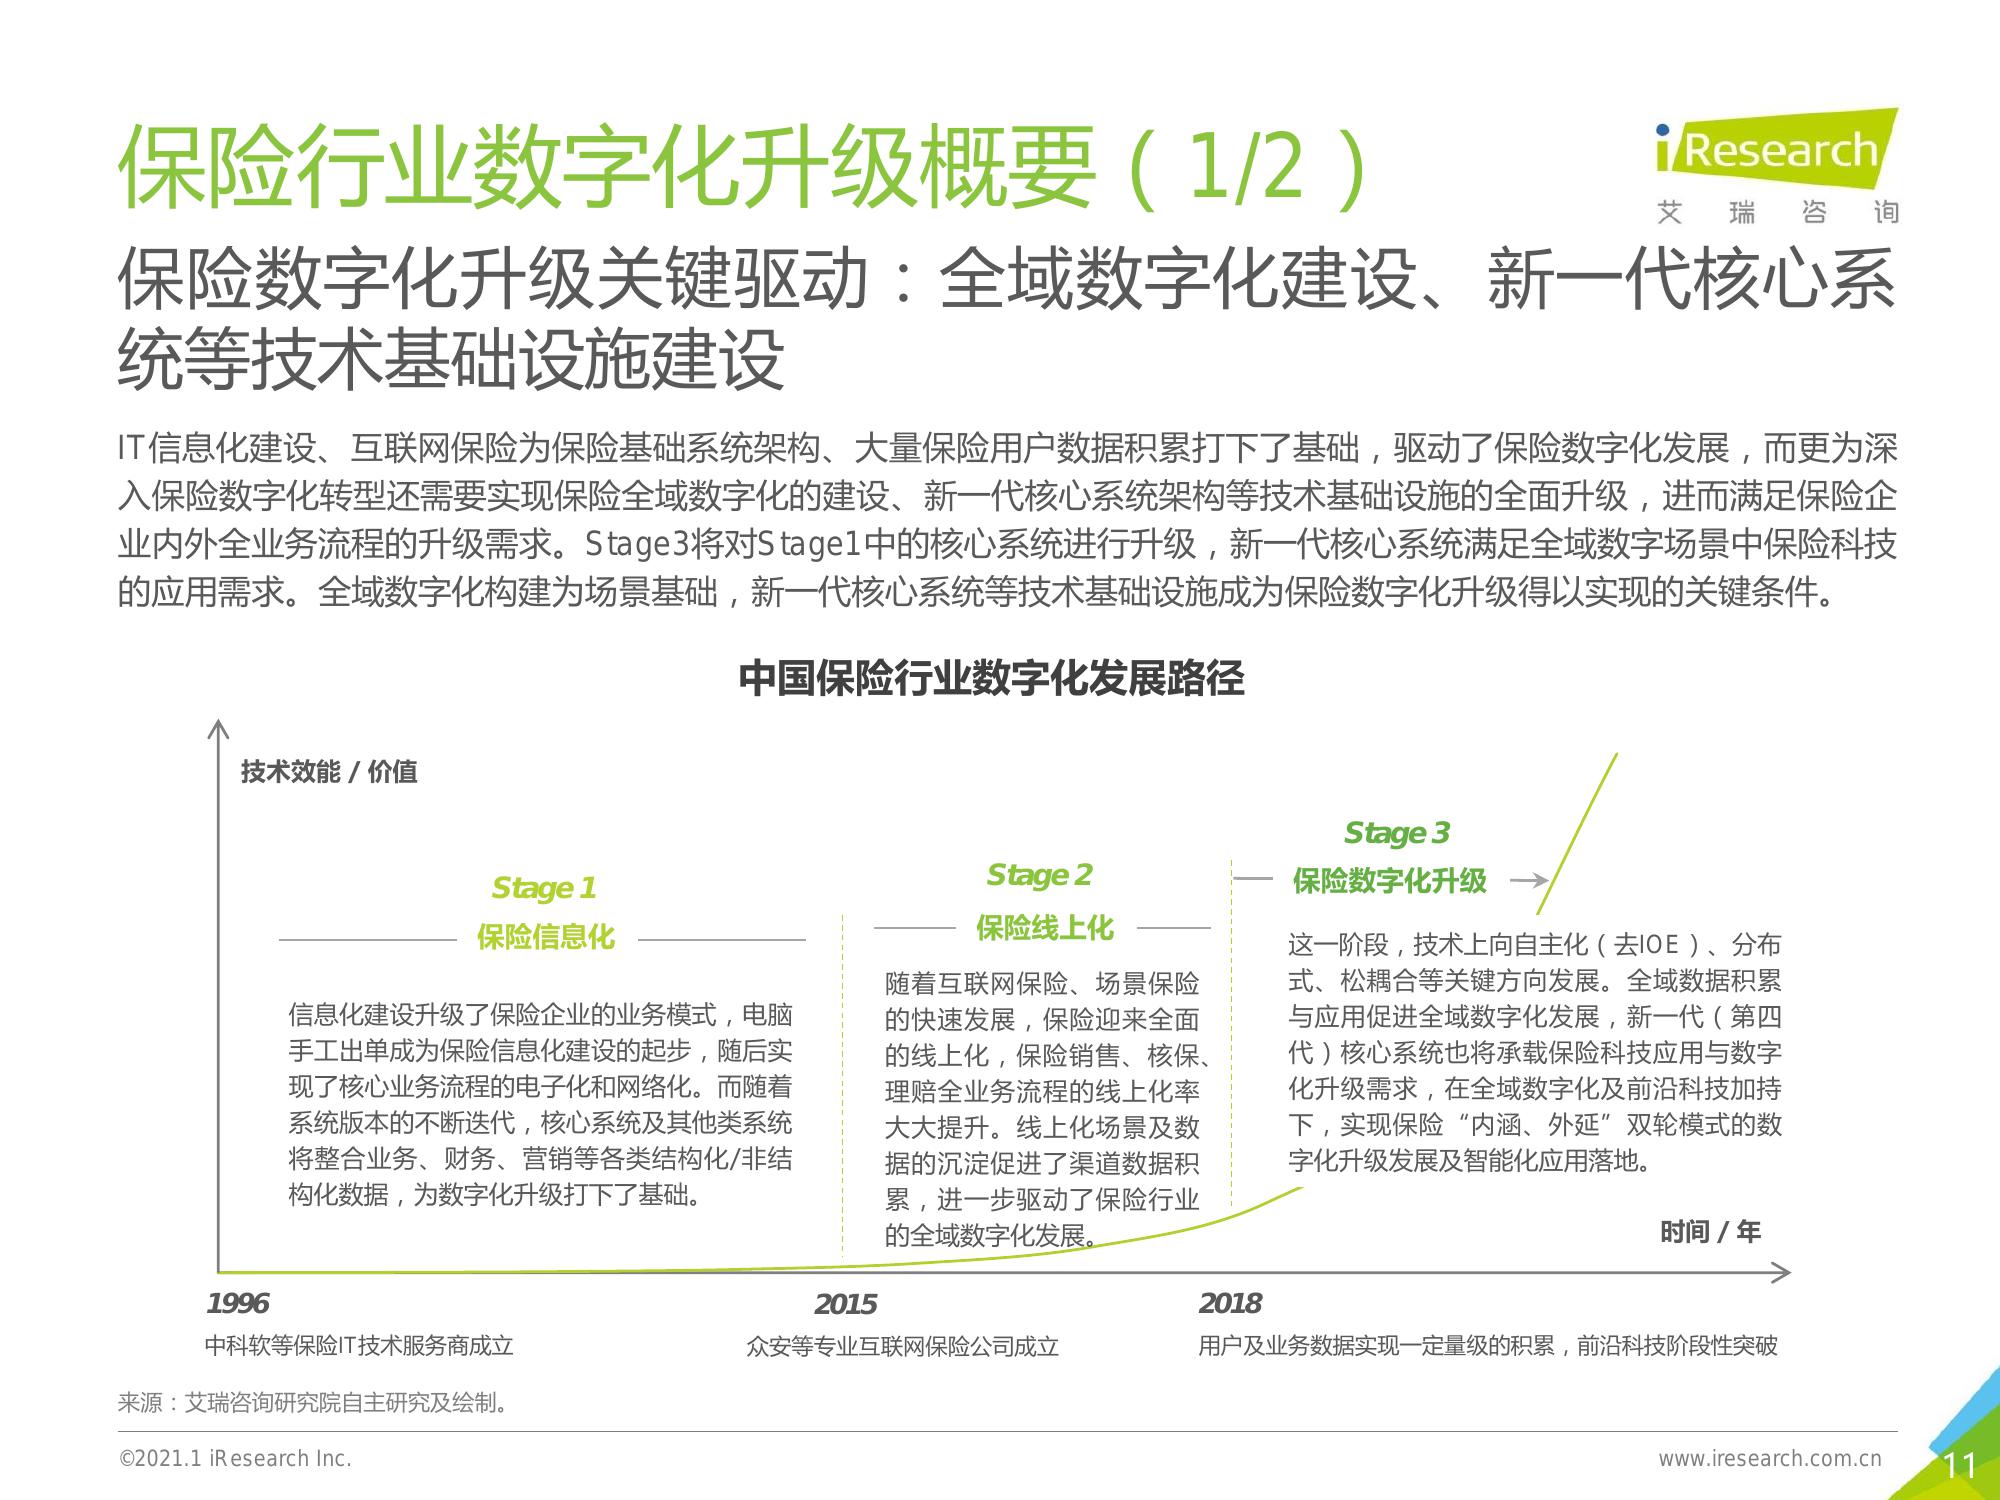 保险行业数字化升级概要（1/2）
iResearch
艾瑞咨询
保险数字化升级关键驱动：全域数字化建设、新一代核心系
统等技术基础设施建设
IT信息化建设、互联网保险为保险基础系统架构、大量保险用户数据积累打下了基础，驱动了保险数字化发展，而更为深
入保险数字化转型还需要实现保险全域数字化的建设、新一代核心系统架构等技术基础设施的全面升级，进而满足保险企
业内外全业务流程的升级需求。Stage3将对Stage1中的核心系统进行升级，新一代核心系统满足全域数字场景中保险科技
的应用需求。全域数字化构建为场景基础，新一代核心系统等技术基础设施成为保险数字化升级得以实现的关键条件。
中国保险行业数字化发展路径
技术效能 / 价值
Stage 1
保险信息化
信息化建设升级了保险企业的业务模式，电脑
手工出单成为保险信息化建设的起步，随后实
现了核心业务流程的电子化和网络化。而随着
系统版本的不断迭代，核心系统及其他类系统
将整合业务、财务、营销等各类结构化/非结
构化数据，为数字化升级打下了基础。
Stage 2
保险线上化
随着互联网保险、场景保险
的快速发展，保险迎来全面
的线上化，保险销售、核保、
理赔全业务流程的线上化率
大大提升。线上化场景及数
据的沉淀促进了渠道数据积
累，进一步驱动了保险行业
的全域数字化发展。
Stage 3
保险数字化升级
这一阶段，技术上向自主化（去IOE）、分布
式、松耦合等关键方向发展。全域数据积累
与应用促进全域数字化发展，新一代（第四
代）核心系统也将承载保险科技应用与数字
化升级需求，在全域数字化及前沿科技加持
下，实现保险“内涵、外延”双轮模式的数
字化升级发展及智能化应用落地。
时间 / 年
1996
中科软等保险IT技术服务商成立
2015
众安等专业互联网保险公司成立
2018
用户及业务数据实现一定量级的积累，前沿科技阶段性突破
来源：艾瑞咨询研究院自主研究及绘制。
©2021.1 iResearch Inc.
www.iresearch.com.cn
11